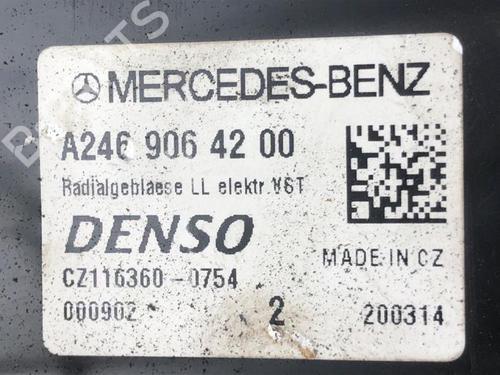 MERCEDES-BENZ
A246 906 42 00
Radialgeblaese LL elektr. VST
DENSO
MADE IN CZ
CZ116360-0754
000902 2 200314